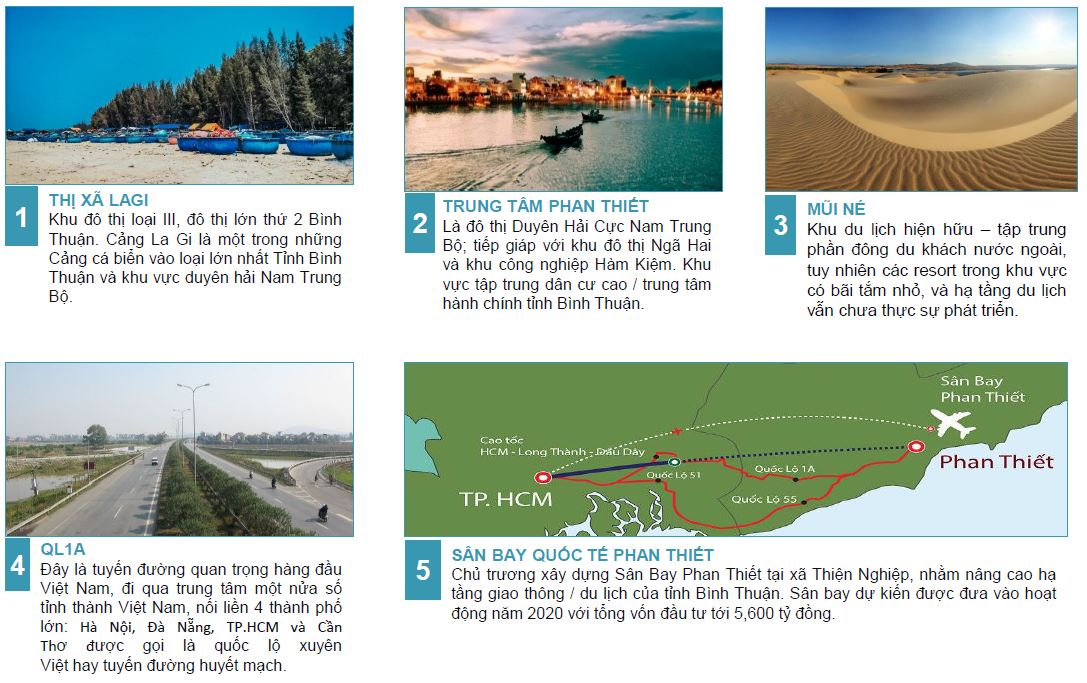 1
THỊ XÃ LAGI
Khu đô thị loại III, đô thị lớn thứ 2 Bình
Thuận. Cảng La Gi là một trong những
Cảng cá biển vào loại lớn nhất Tỉnh Bình
Thuận và khu vực duyên hải Nam Trung
Bộ.
2
TRUNG TÂM PHAN THIẾT
Là đô thị Duyên Hải Cực Nam Trung
Bộ; tiếp giáp với khu đô thị Ngã Hai
và khu công nghiệp Hàm Kiệm. Khu
vực tập trung dân cư cao / trung tâm
hành chính tỉnh Bình Thuận.
3
MŨI NÉ
Khu du lịch hiện hữu – tập trung
phần đông du khách nước ngoài,
tuy nhiên các resort trong khu vực
có bãi tắm nhỏ, và hạ tầng du lịch
vẫn chưa thực sự phát triển.
4
QL1A
Đây là tuyến đường quan trọng hàng đầu
Việt Nam, đi qua trung tâm một nửa số
tỉnh thành Việt Nam, nối liền 4 thành phố
lớn: Hà Nội, Đà Nẵng, TP.HCM và Cần
Thơ được gọi là quốc lộ xuyên
Việt hay tuyến đường huyết mạch.
Sân Bay
Phan Thiết
Cao tốc
HCM - Long Thành - Dầu Dây
Phan Thiết
Quốc Lộ 1A
Quốc Lộ 51
TP. HCM
Quốc Lộ 55
5
SÂN BAY QUỐC TẾ PHAN THIẾT
Chủ trương xây dựng Sân Bay Phan Thiết tại xã Thiện Nghiệp, nhằm nâng cao hạ
tầng giao thông / du lịch của tỉnh Bình Thuận. Sân bay dự kiến được đưa vào hoạt
động năm 2020 với tổng vốn đầu tư tới 5,600 tỷ đồng.